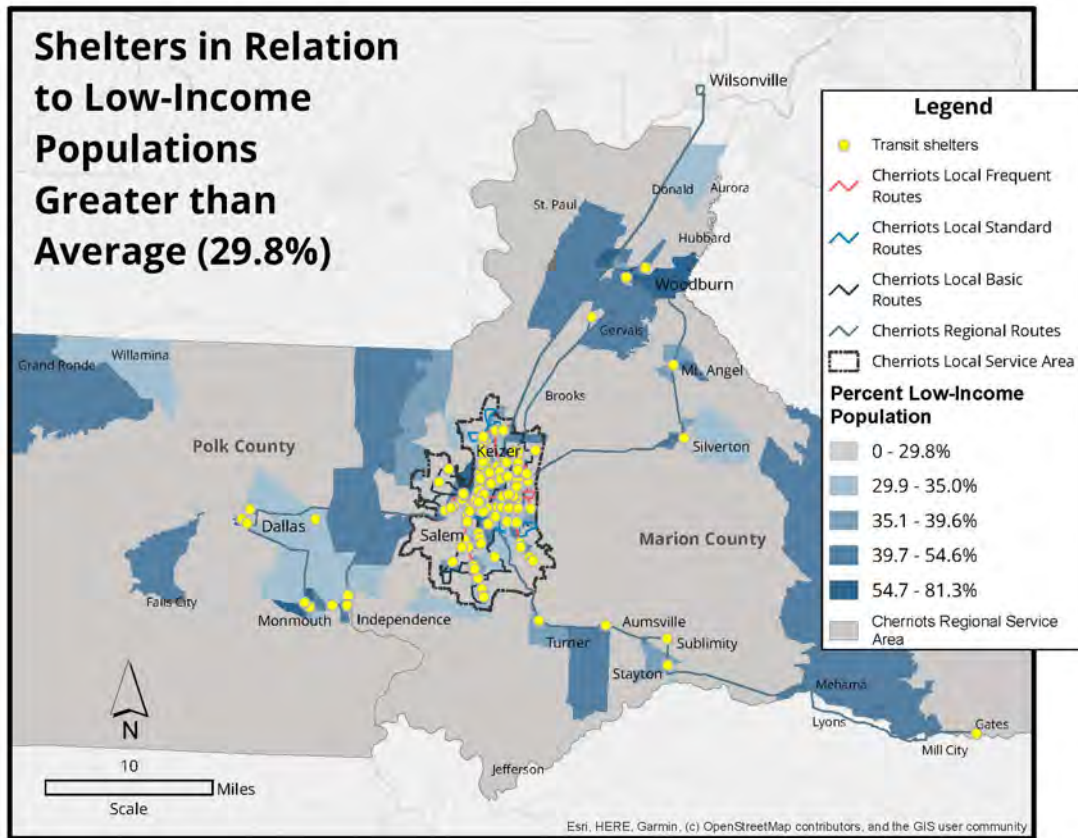 Shelters in Relation
to Low-Income
Populations
Greater than
Average (29.8%)
Wilsonville
Legend
Transit shelters
Cherriots Local Frequent
Routes
Cherriots Local Standard
Routes
Cherriots Local Basic
Routes
Cherriots Regional Routes
Cherriots Local Service Area
Percent Low-Income
Population
0 - 29.8%
29.9 - 35.0%
35.1 - 39.6%
39.7 - 54.6%
54.7 - 81.3%
Cherriots Regional Service
Area
Donald
Aurora
St. Paul
Hubbard
Woodburn
Gervais
Willamina
Grand Ronde
Mt. Angel
Brooks
Polk County
Keizer
Silverton
Dallas
Salem
Marion County
Falls City
Monmouth
Independence
Aumsville
Turner
Sublimity
Stayton
Mehama
Lyons
Gates
Mill City
Jefferson
N
10
Miles
Scale
Esri, HERE, Garmin, (c) OpenStreetMap contributors, and the GIS user community